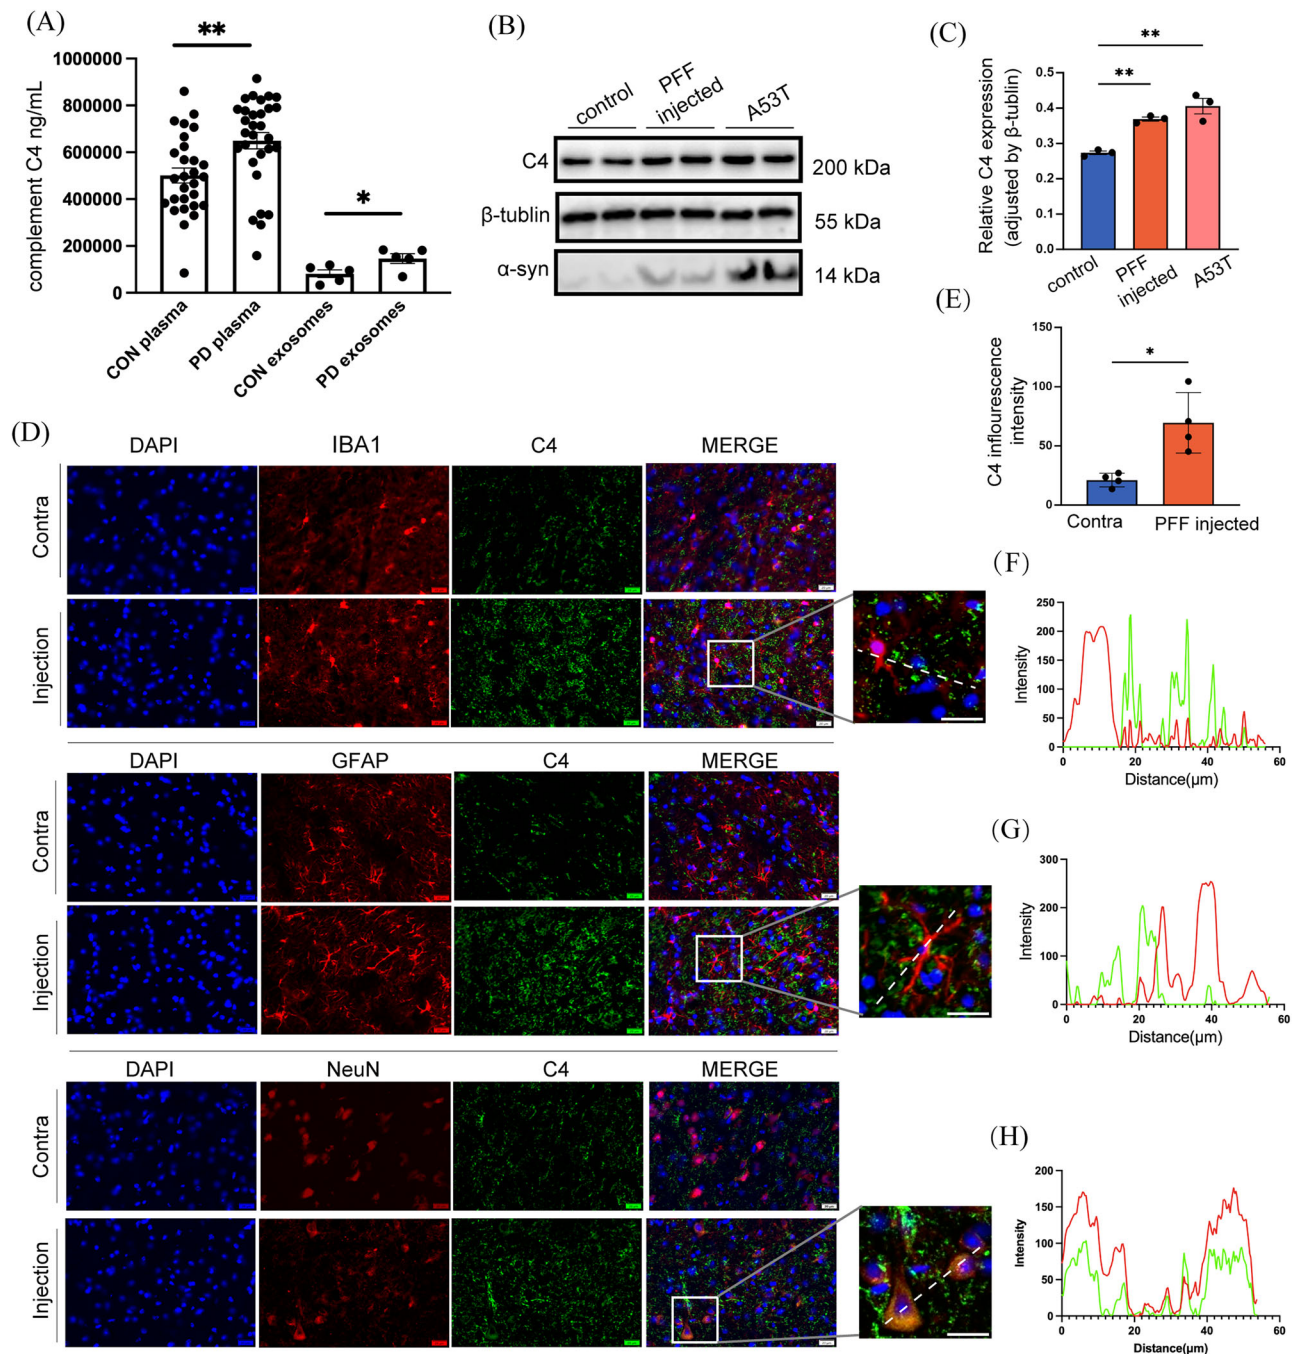 (A)
**
1000000
800000
600000
400000
200000
0
complement C4 ng/mL
*
CON plasma
PD plasma
CON exosomes
PD exosomes
(B)
control
PFF
injected
A53T
C4
200 kDa
β-tublin
55 kDa
α-syn
14 kDa
(C)
**
**
0.5
0.4
0.3
0.2
0.1
0.0
Relative C4 expression
(adjusted by β-tublin)
control
PFF
injected
A53T
(E)
150
100
50
0
C4 inflourescence
intensity
*
Contra
PFF injected
(D)
DAPI
IBA1
C4
MERGE
Contra
Injection
DAPI
GFAP
C4
MERGE
Contra
Injection
DAPI
NeuN
C4
MERGE
Contra
Injection
(F)
250
200
150
100
50
0
Intensity
0
20
40
60
Distance(µm)
(G)
300
200
100
0
Intensity
0
20
40
60
Distance(µm)
(H)
200
150
100
50
0
Intensity
0
20
40
60
Distance(µm)